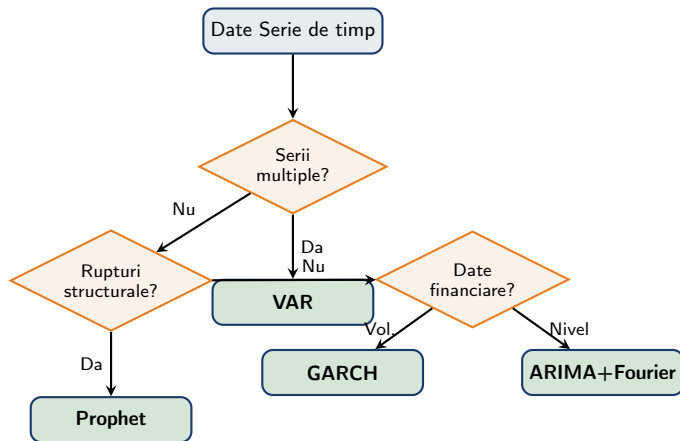 Date Serie de timp
Serii
multiple?
Nu
Da
Nu
Rupturi
structurale?
Date
financiare?
VAR
Vol.
Nivel
Da
GARCH
ARIMA+Fourier
Prophet